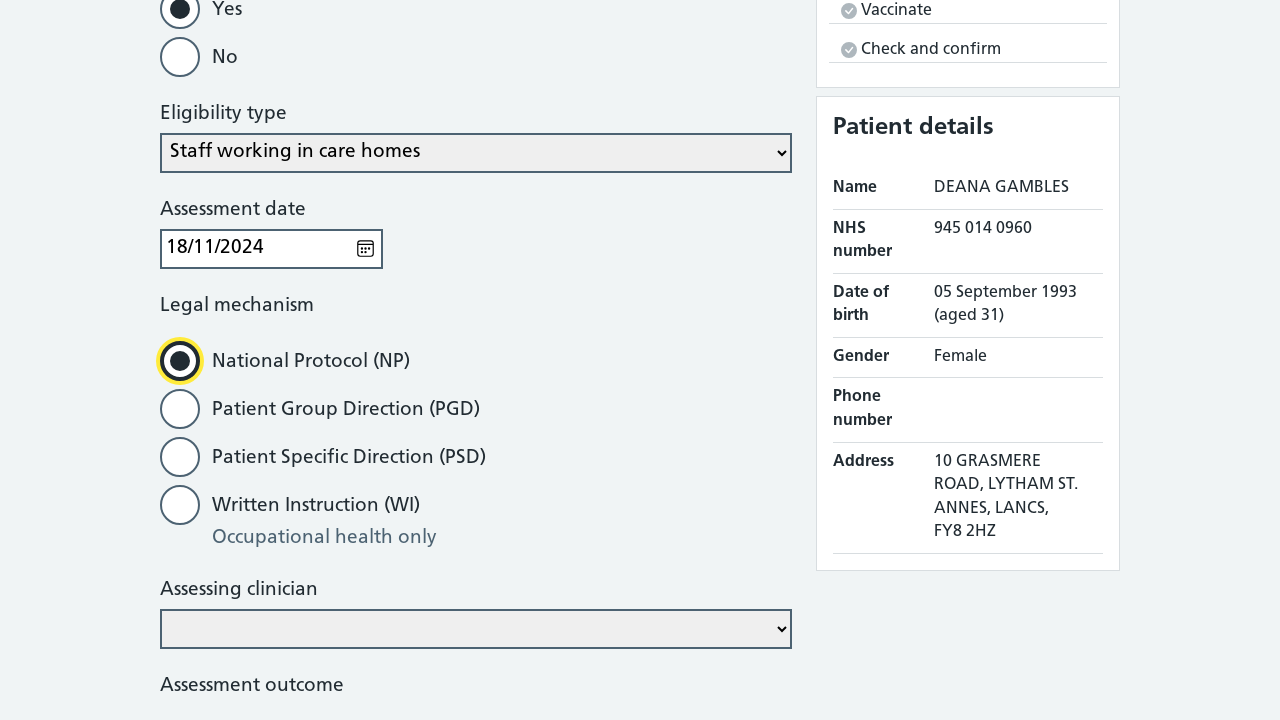 Yes
No
Eligibility type
Staff working in care homes
Assessment date
18/11/2024
Legal mechanism
National Protocol (NP)
Patient Group Direction (PGD)
Patient Specific Direction (PSD)
Written Instruction (WI)
Occupational health only
Assessing clinician
Assessment outcome
Vaccinate
Check and confirm
Patient details
Name DEANA GAMBLES
NHS 945 014 0960
number
Date of 05 September 1993
birth (aged 31)
Gender Female
Phone
number
Address 10 GRASMERE
ROAD, LYTHAM ST.
ANNES, LANCS,
FY8 2HZ